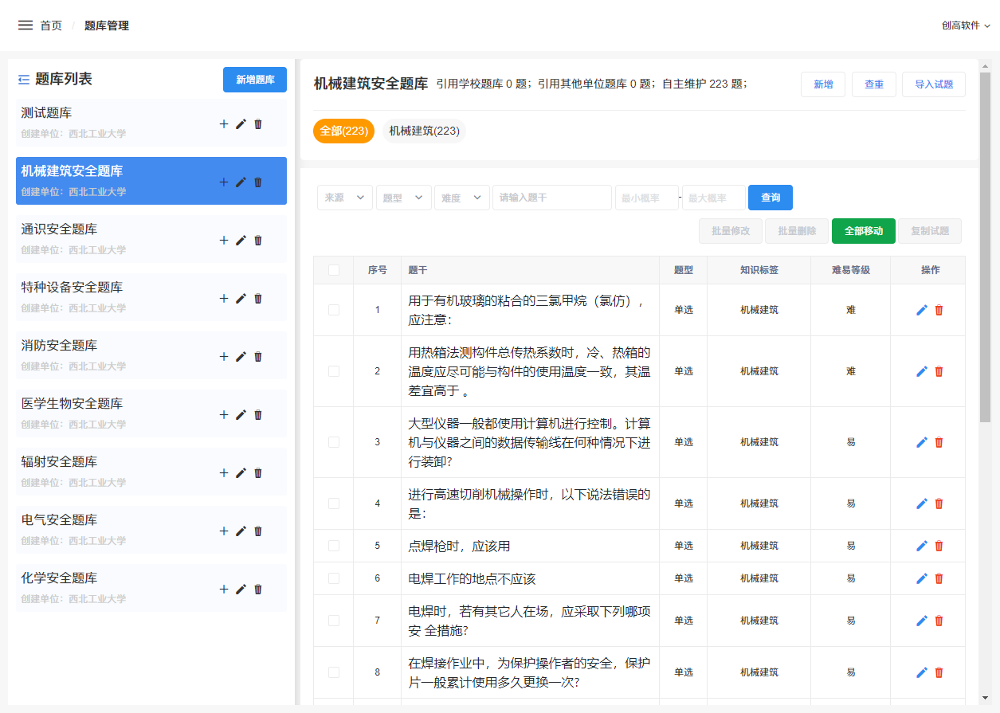 首页 / 题库管理
创高软件
题库列表
新增题库
测试题库
创建单位：西北工业大学
机械建筑安全题库
创建单位：西北工业大学
通识安全题库
创建单位：西北工业大学
特种设备安全题库
创建单位：西北工业大学
消防安全题库
创建单位：西北工业大学
医学生物安全题库
创建单位：西北工业大学
辐射安全题库
创建单位：西北工业大学
电气安全题库
创建单位：西北工业大学
化学安全题库
创建单位：西北工业大学
机械建筑安全题库 引用学校题库 0 题；引用其他单位题库 0 题；自主维护 223 题；
新增 查重 导入试题
全部(223) 机械建筑(223)
来源 题型 难度 请输入题干 最小概率 - 最大概率 查询
批量修改 批量删除 全部移动 复制试题
序号 题干 题型 知识标签 难易等级 操作
1 用于有机玻璃的粘合的三氯甲烷（氯仿），
应注意： 单选 机械建筑 难
2 用热箱法测构件总传热系数时，冷、热箱的
温度应尽可能与构件的使用温度一致，其温 单选 机械建筑 难
差宜高于 。
3 大型仪器一般都使用计算机进行控制。计算
机与仪器之间的数据传输线在何种情况下进 单选 机械建筑 易
行装卸?
4 进行高速切削机械操作时，以下说法错误的
是： 单选 机械建筑 易
5 点焊枪时，应该用 单选 机械建筑 易
6 电焊工作的地点不应该 单选 机械建筑 易
7 电焊时，若有其它人在场，应采取下列哪项
安 全措施? 单选 机械建筑 易
8 在焊接作业中，为保护操作者的安全，保护
片一般累计使用多久更换一次? 单选 机械建筑 易